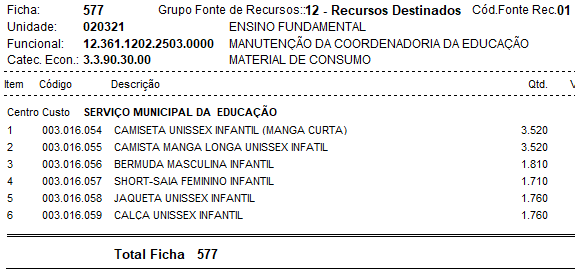 Ficha: 577 Grupo Fonte de Recursos::12 - Recursos Destinados Cód.Fonte Rec.01
Unidade: 020321 ENSINO FUNDAMENTAL
Funcional: 12.361.1202.2503.0000 MANUTENÇÃO DA COORDENADORIA DA EDUCAÇÃO
Catec. Econ.: 3.3.90.30.00 MATERIAL DE CONSUMO
Item Código Descrição Qtd.
Centro Custo SERVIÇO MUNICIPAL DA EDUCAÇÃO
1 003.016.054 CAMISETA UNISSEX INFANTIL (MANGA CURTA) 3.520
2 003.016.055 CAMISTA MANGA LONGA UNISSEX INFATIL 3.520
3 003.016.056 BERMUDA MASCULINA INFANTIL 1.810
4 003.016.057 SHORT-SAIA FEMININO INFANTIL 1.710
5 003.016.058 JAQUETA UNISSEX INFANTIL 1.760
6 003.016.059 CALÇA UNISSEX INFANTIL 1.760
Total Ficha 577